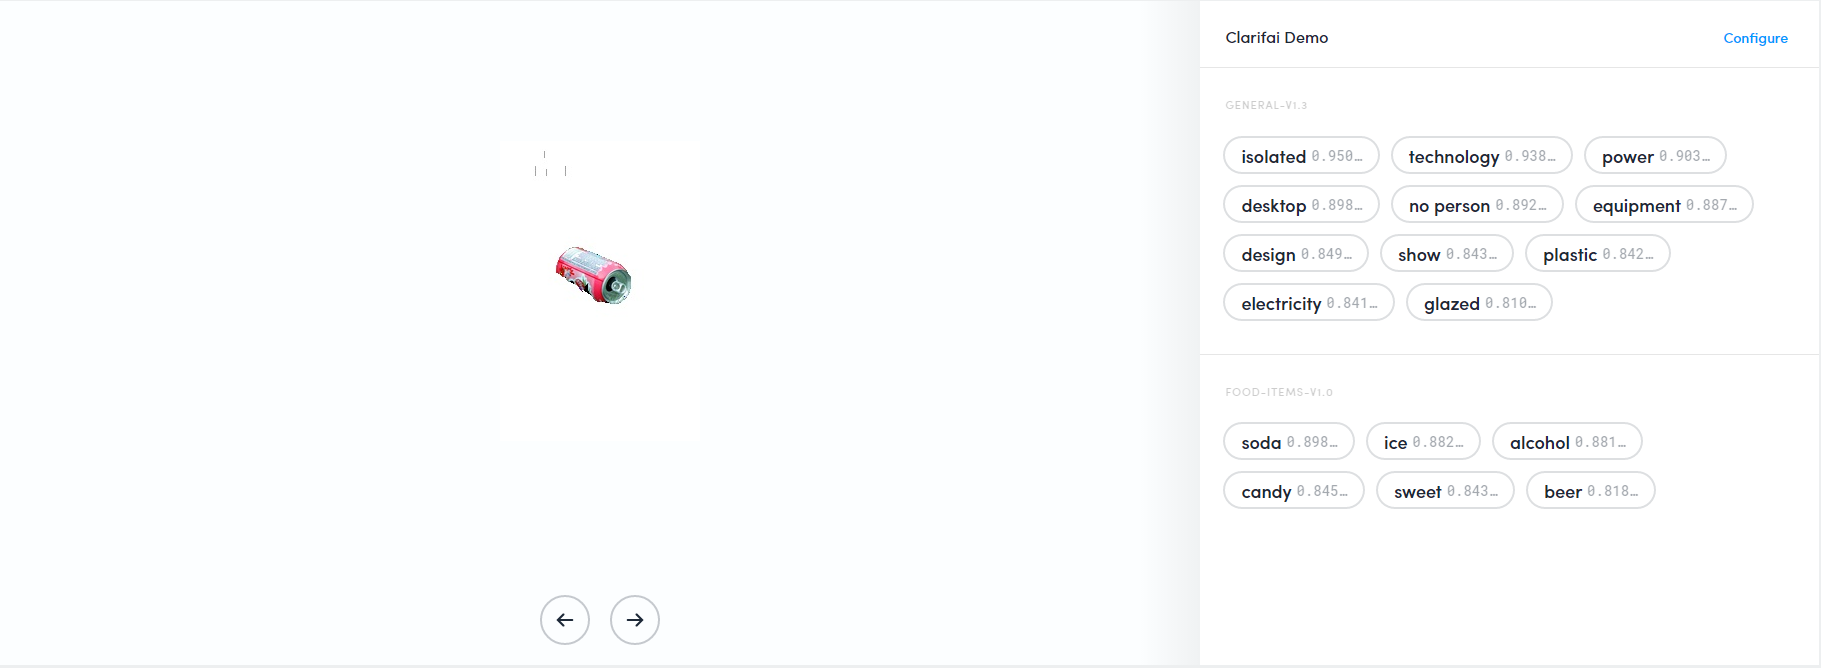 Clarifai Demo
Configure
GENERAL-V1.3
isolated 0.950…
technology 0.938…
power 0.903…
desktop 0.898…
no person 0.892…
equipment 0.887…
design 0.849…
show 0.843…
plastic 0.842…
electricity 0.841…
glazed 0.810…
FOOD-ITEMS-V1.0
soda 0.898…
ice 0.882…
alcohol 0.881…
candy 0.845…
sweet 0.843…
beer 0.818…